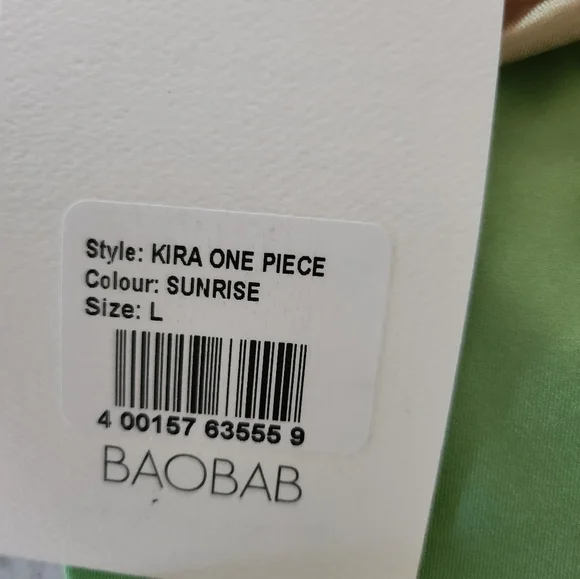 Style: KIRA ONE PIECE
Colour: SUNRISE
Size: L
4 00157 63555 9
BAOBAB